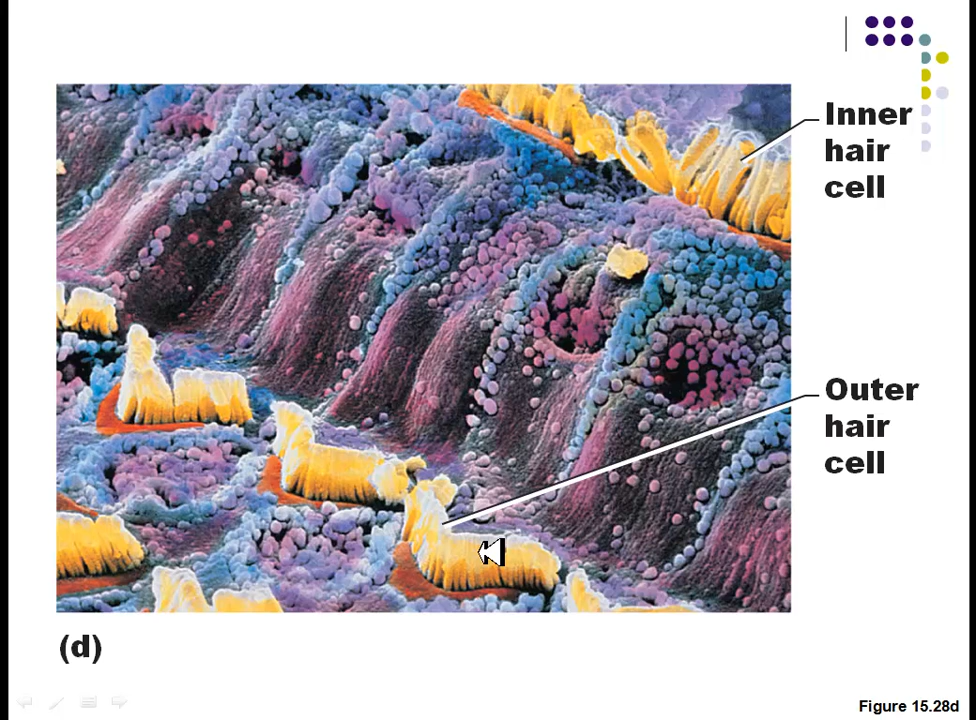 Inner
hair
cell
Outer
hair
cell
(d)
Figure 15.28d